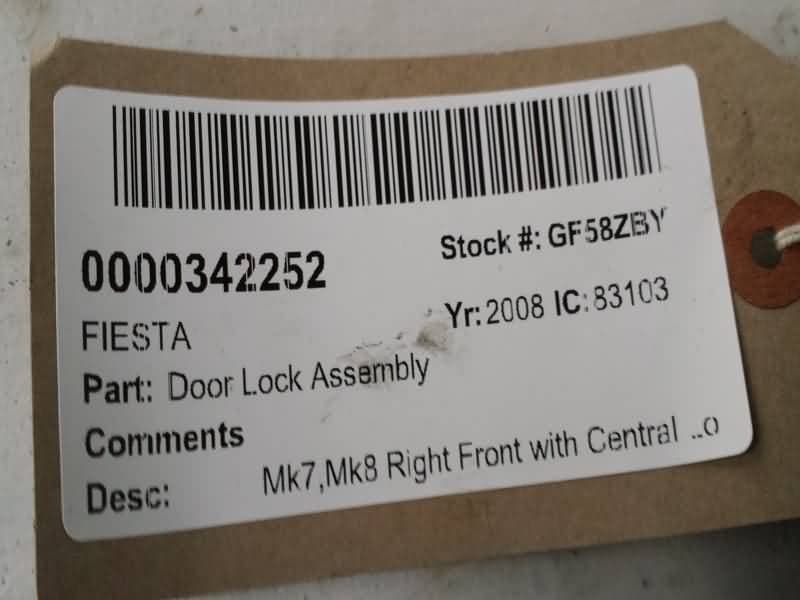 0000342252 Stock #: GF58ZBY
FIESTA Yr: 2008 IC: 83103
Part: Door Lock Assembly
Comments
Desc: Mk7,Mk8 Right Front with Central